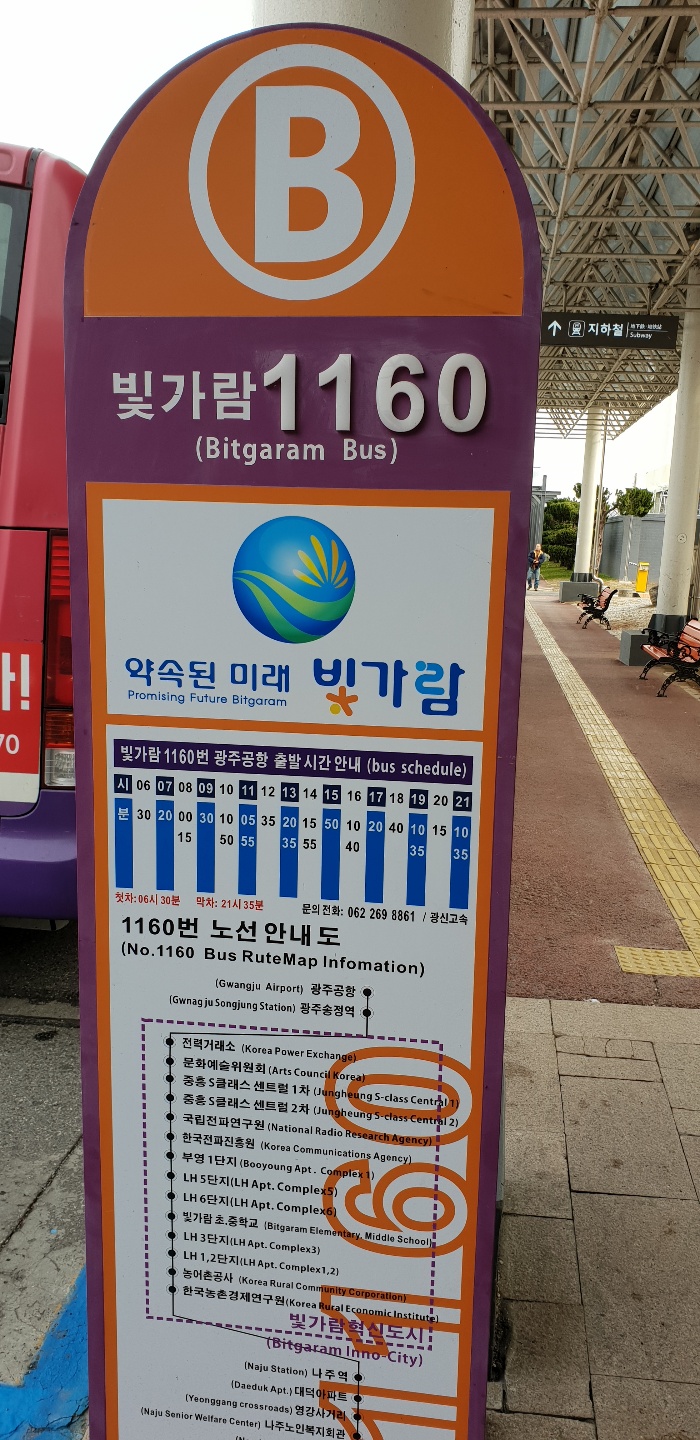 B
빛가람1160
(Bitgaram Bus)
지하철
Subway
약속된 미래 빛가람
Promising Future Bitgaram
빛가람1160번 광주공항 출발시간안내 (bus schedule)
시 06 07 08 09 10 11 12 13 14 15 16 17 18 19 20 21
분 30 20 00 30 10 05 35 20 15 50 10 20 40 10 15 10
15 50 55 35 55 40 35 35
첫차:06시 30분 막차: 21시 35분
문의전화: 062 269 8861 / 광신고속
1160번 노선안내도
(No.1160 Bus RuteMap Infomation)
(Gwangju Airport) 광주공항
(Gwnagju Songjung Station) 광주송정역
전력거래소 (Korea Power Exchange)
문화예술위원회(Arts Council Korea)
중흥S클래스 센트럴 1차 (Jungheung S-class Central 1)
중흥S클래스 센트럴 2차 (Jungheung S-class Central 2)
국립전파연구원(National Radio Research Agency)
한국전파진흥원 (Korea Communications Agency)
부영1단지(Booyoung Apt. Complex 1)
LH 5단지(LH Apt. Complex5)
LH 6단지(LH Apt. Complex6)
빛가람초.중학교 (Bitgaram Elementary, Middle School)
LH 3단지(LH Apt. Complex3)
LH 1,2단지(LH Apt. Complex1,2)
농어촌공사 (Korea Rural Community Corporation)
한국농촌경제연구원(Korea Rural Economic Institute)
빛가람혁신도시
(Bitgaram Inno-City)
(Naju Station) 나주역
(Daeduk Apt.) 대덕아파트
(Yeonggang crossroads) 영강사거리
(Naju Senior Welfare Center) 나주노인복지회관
1160
70